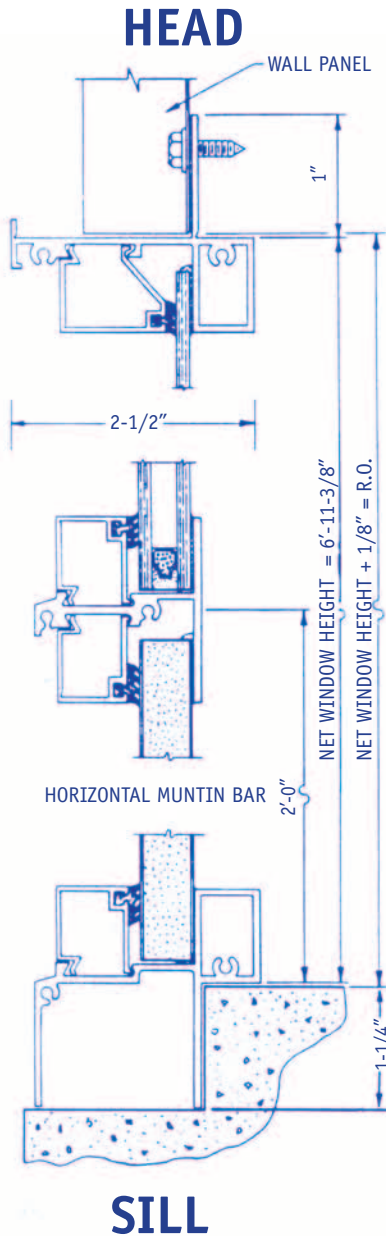 HEAD
WALL PANEL
1"
2-1/2"
NET WINDOW HEIGHT = 6'-11-3/8"
NET WINDOW HEIGHT + 1/8" = R.O.
HORIZONTAL MUNTIN BAR
2'-0"
1-1/4"
SILL